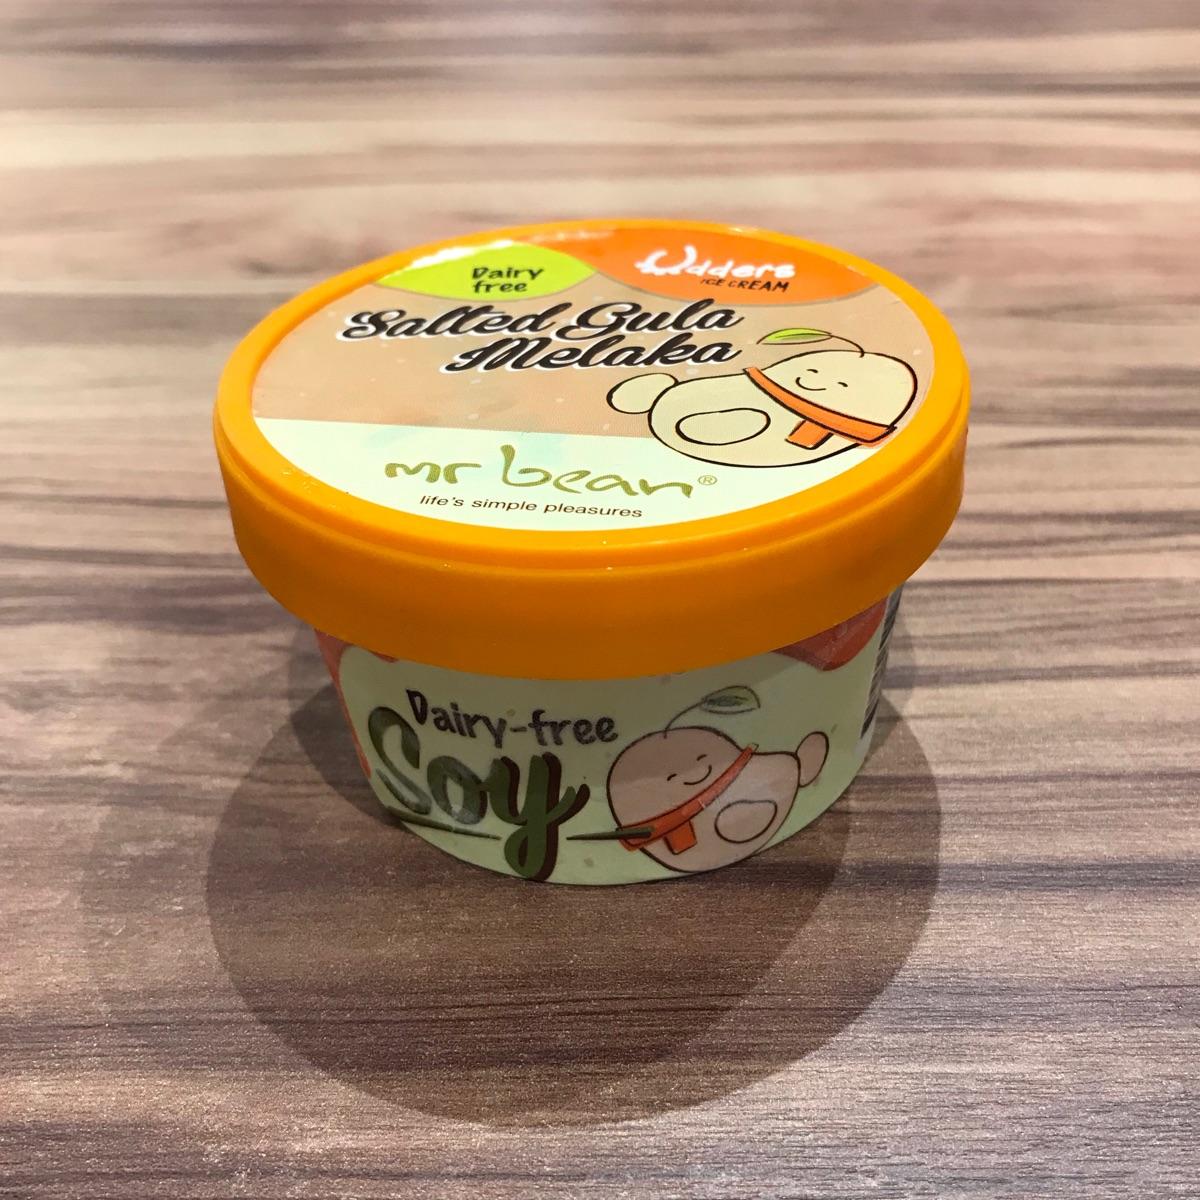 Dairy
free
Udders
ICE CREAM
Salted Gula
Melaka
mr bean®
life's simple pleasures
Dairy-free
Soy